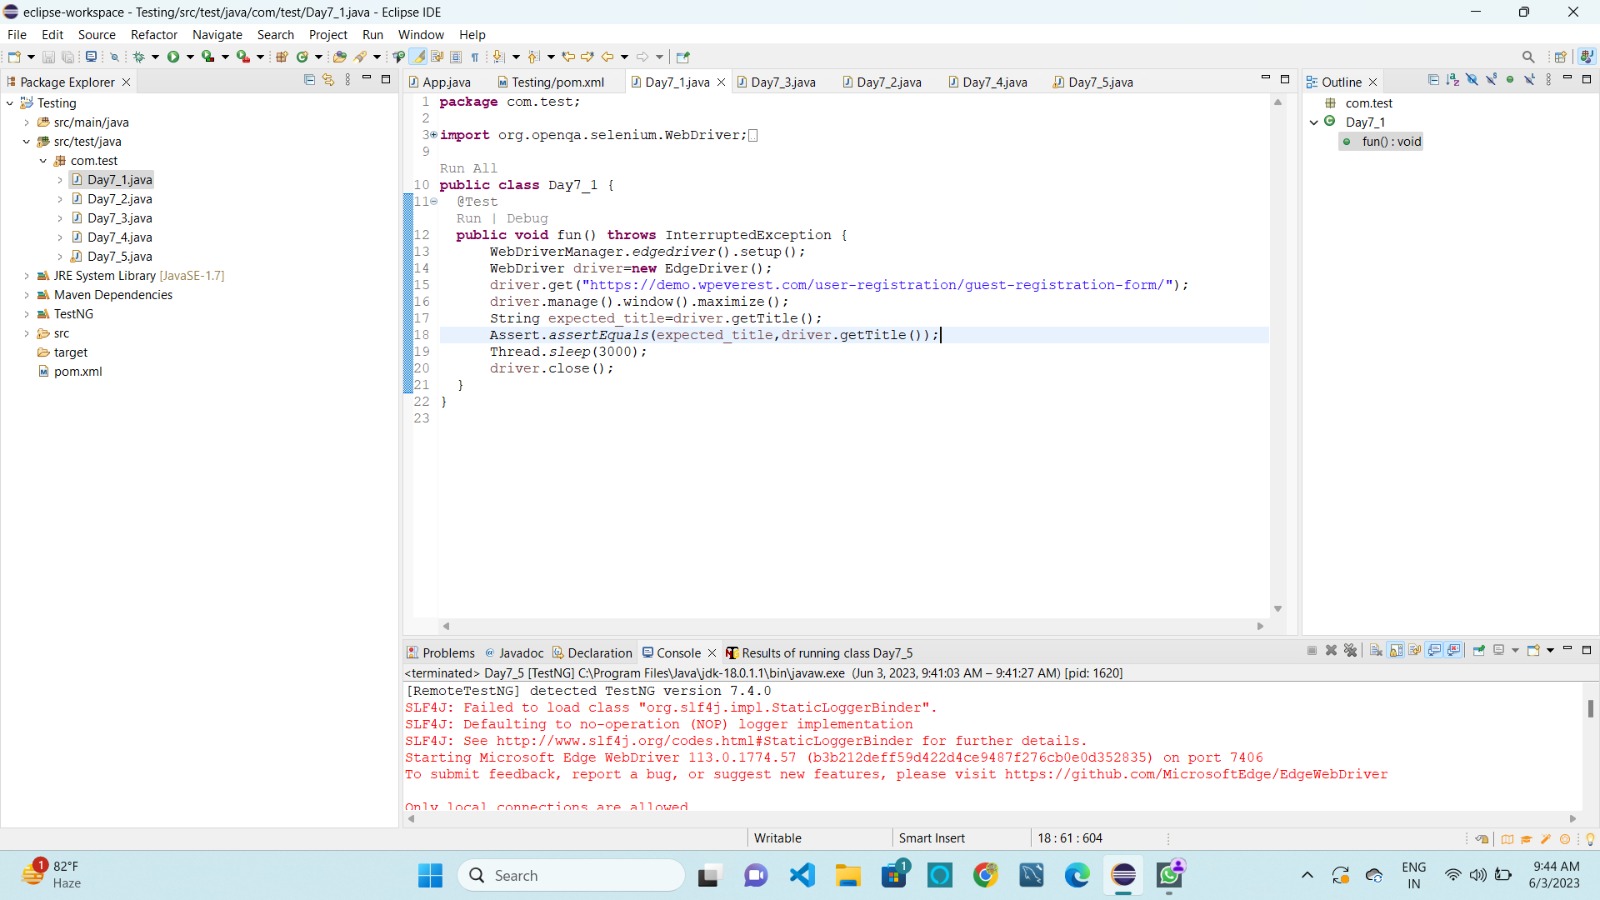 eclipse-workspace - Testing/src/test/java/com/test/Day7_1.java - Eclipse IDE
File Edit Source Refactor Navigate Search Project Run Window Help
Package Explorer
Testing
src/main/java
src/test/java
com.test
Day7_1.java
Day7_2.java
Day7_3.java
Day7_4.java
Day7_5.java
JRE System Library [JavaSE-1.7]
Maven Dependencies
TestNG
src
target
pom.xml
App.java Testing/pom.xml Day7_1.java Day7_3.java Day7_2.java Day7_4.java Day7_5.java
1 package com.test;
2
3 import org.openqa.selenium.WebDriver;
9
Run All
10 public class Day7_1 {
11 @Test
Run | Debug
12 public void fun() throws InterruptedException {
13 WebDriverManager.edgedriver().setup();
14 WebDriver driver=new EdgeDriver();
15 driver.get("https://demo.wpeverest.com/user-registration/guest-registration-form/");
16 driver.manage().window().maximize();
17 String expected_title=driver.getTitle();
18 Assert.assertEquals(expected_title,driver.getTitle());
19 Thread.sleep(3000);
20 driver.close();
21 }
22 }
23
Outline
com.test
Day7_1
fun() : void
Problems Javadoc Declaration Console Results of running class Day7_5
<terminated> Day7_5 [TestNG] C:\Program Files\Java\jdk-18.0.1.1\bin\javaw.exe (Jun 3, 2023, 9:41:03 AM – 9:41:27 AM) [pid: 1620]
[RemoteTestNG] detected TestNG version 7.4.0
SLF4J: Failed to load class "org.slf4j.impl.StaticLoggerBinder".
SLF4J: Defaulting to no-operation (NOP) logger implementation
SLF4J: See http://www.slf4j.org/codes.html#StaticLoggerBinder for further details.
Starting Microsoft Edge WebDriver 113.0.1774.57 (b3b212deff59d422d4ce9487f276cb0e0d352835) on port 7406
To submit feedback, report a bug, or suggest new features, please visit https://github.com/MicrosoftEdge/EdgeWebDriver
Only local connections are allowed
Writable Smart Insert 18 : 61 : 604
1 82°F
Haze
Search
1
ENG
IN
9:44 AM
6/3/2023